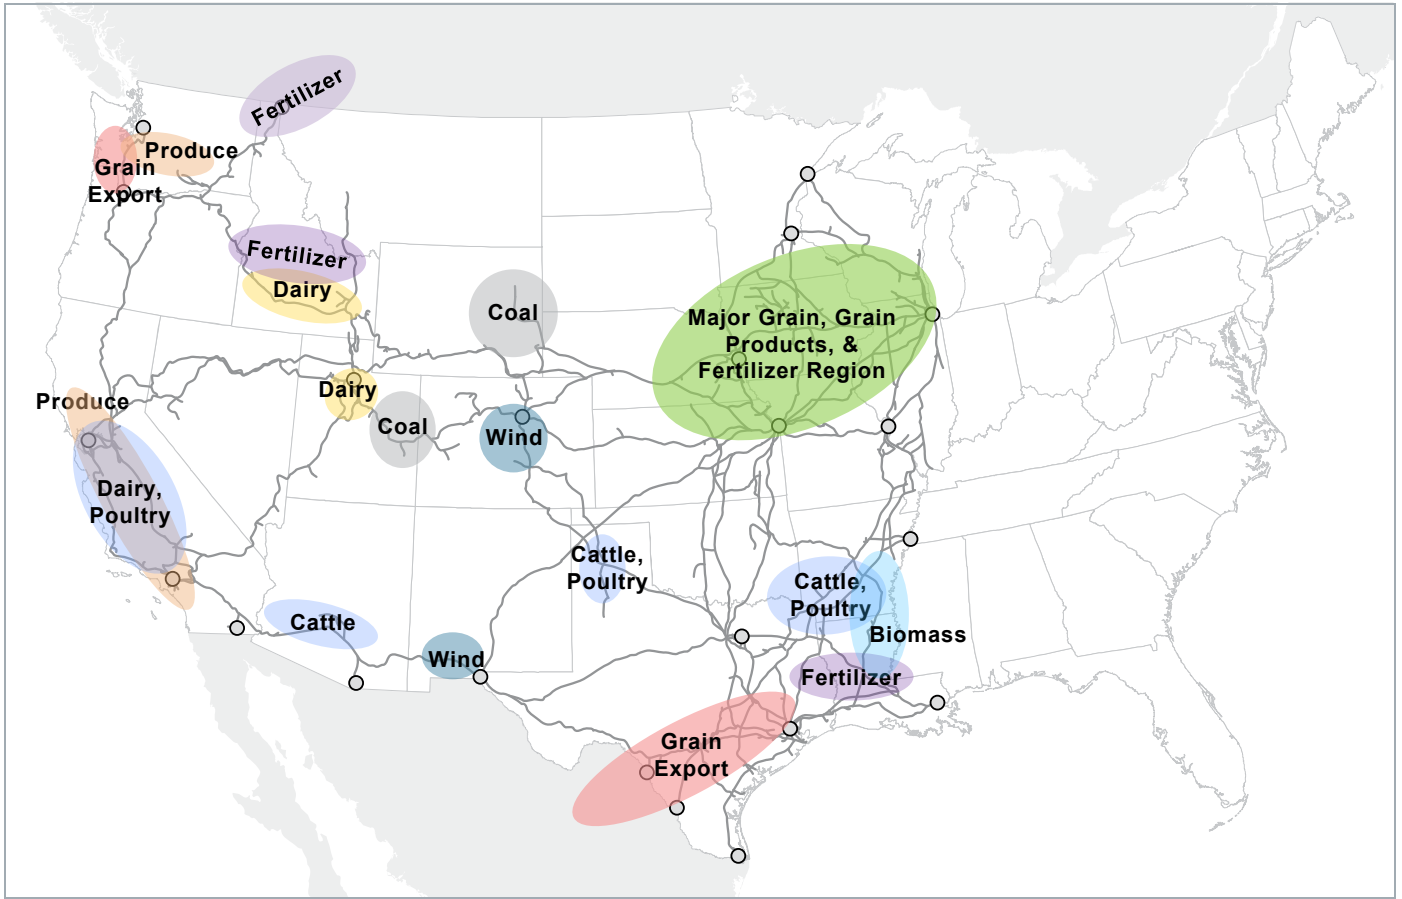 Fertilizer
Produce
Grain
Export
Fertilizer
Dairy
Coal
Major Grain, Grain
Products, &
Fertilizer Region
Dairy
Produce
Coal
Wind
Dairy,
Poultry
Cattle,
Poultry
Cattle,
Poultry
Cattle
Biomass
Wind
Fertilizer
Grain
Export